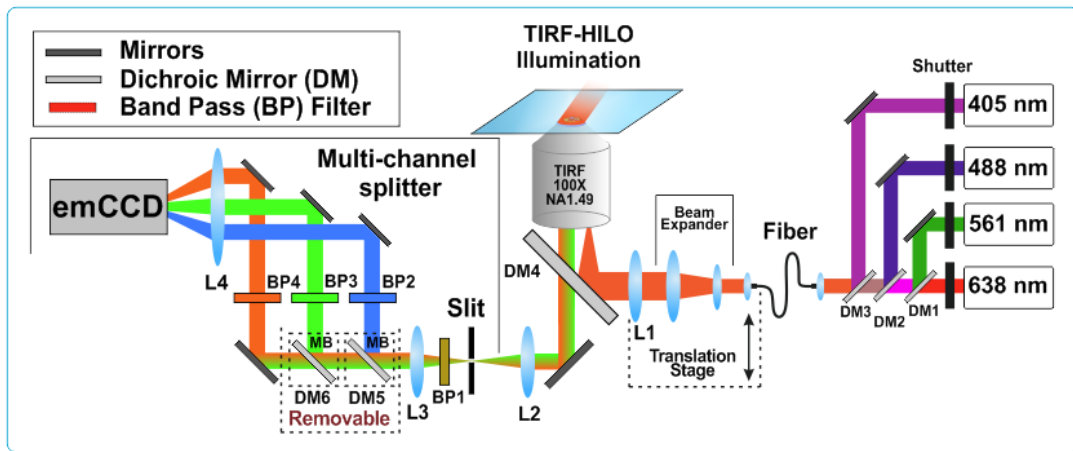 Mirrors
Dichroic Mirror (DM)
Band Pass (BP) Filter
TIRF-HILO
Illumination
Shutter
405 nm
488 nm
561 nm
638 nm
Multi-channel
splitter
emCCD
TIRF
100X
NA1.49
Beam
Expander
Fiber
DM4
L4
BP4
BP3
BP2
Slit
L1
DM3
DM2
DM1
Translation
Stage
MB
MB
DM6
DM5
L3
BP1
L2
Removable